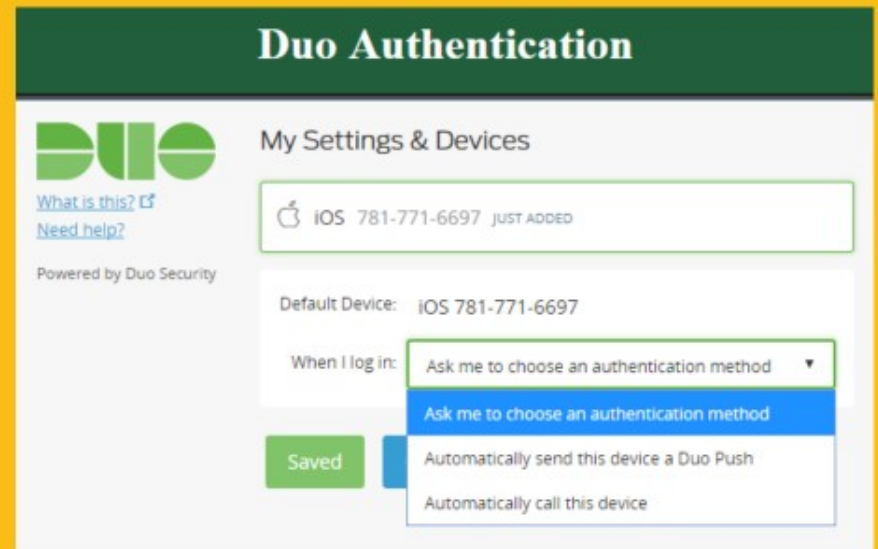 Duo Authentication
DUO
My Settings & Devices
What is this?
Need help?
Powered by Duo Security
iOS 781-771-6697 JUST ADDED
Default Device: iOS 781-771-6697
When I log in: Ask me to choose an authentication method
Ask me to choose an authentication method
Automatically send this device a Duo Push
Automatically call this device
Saved